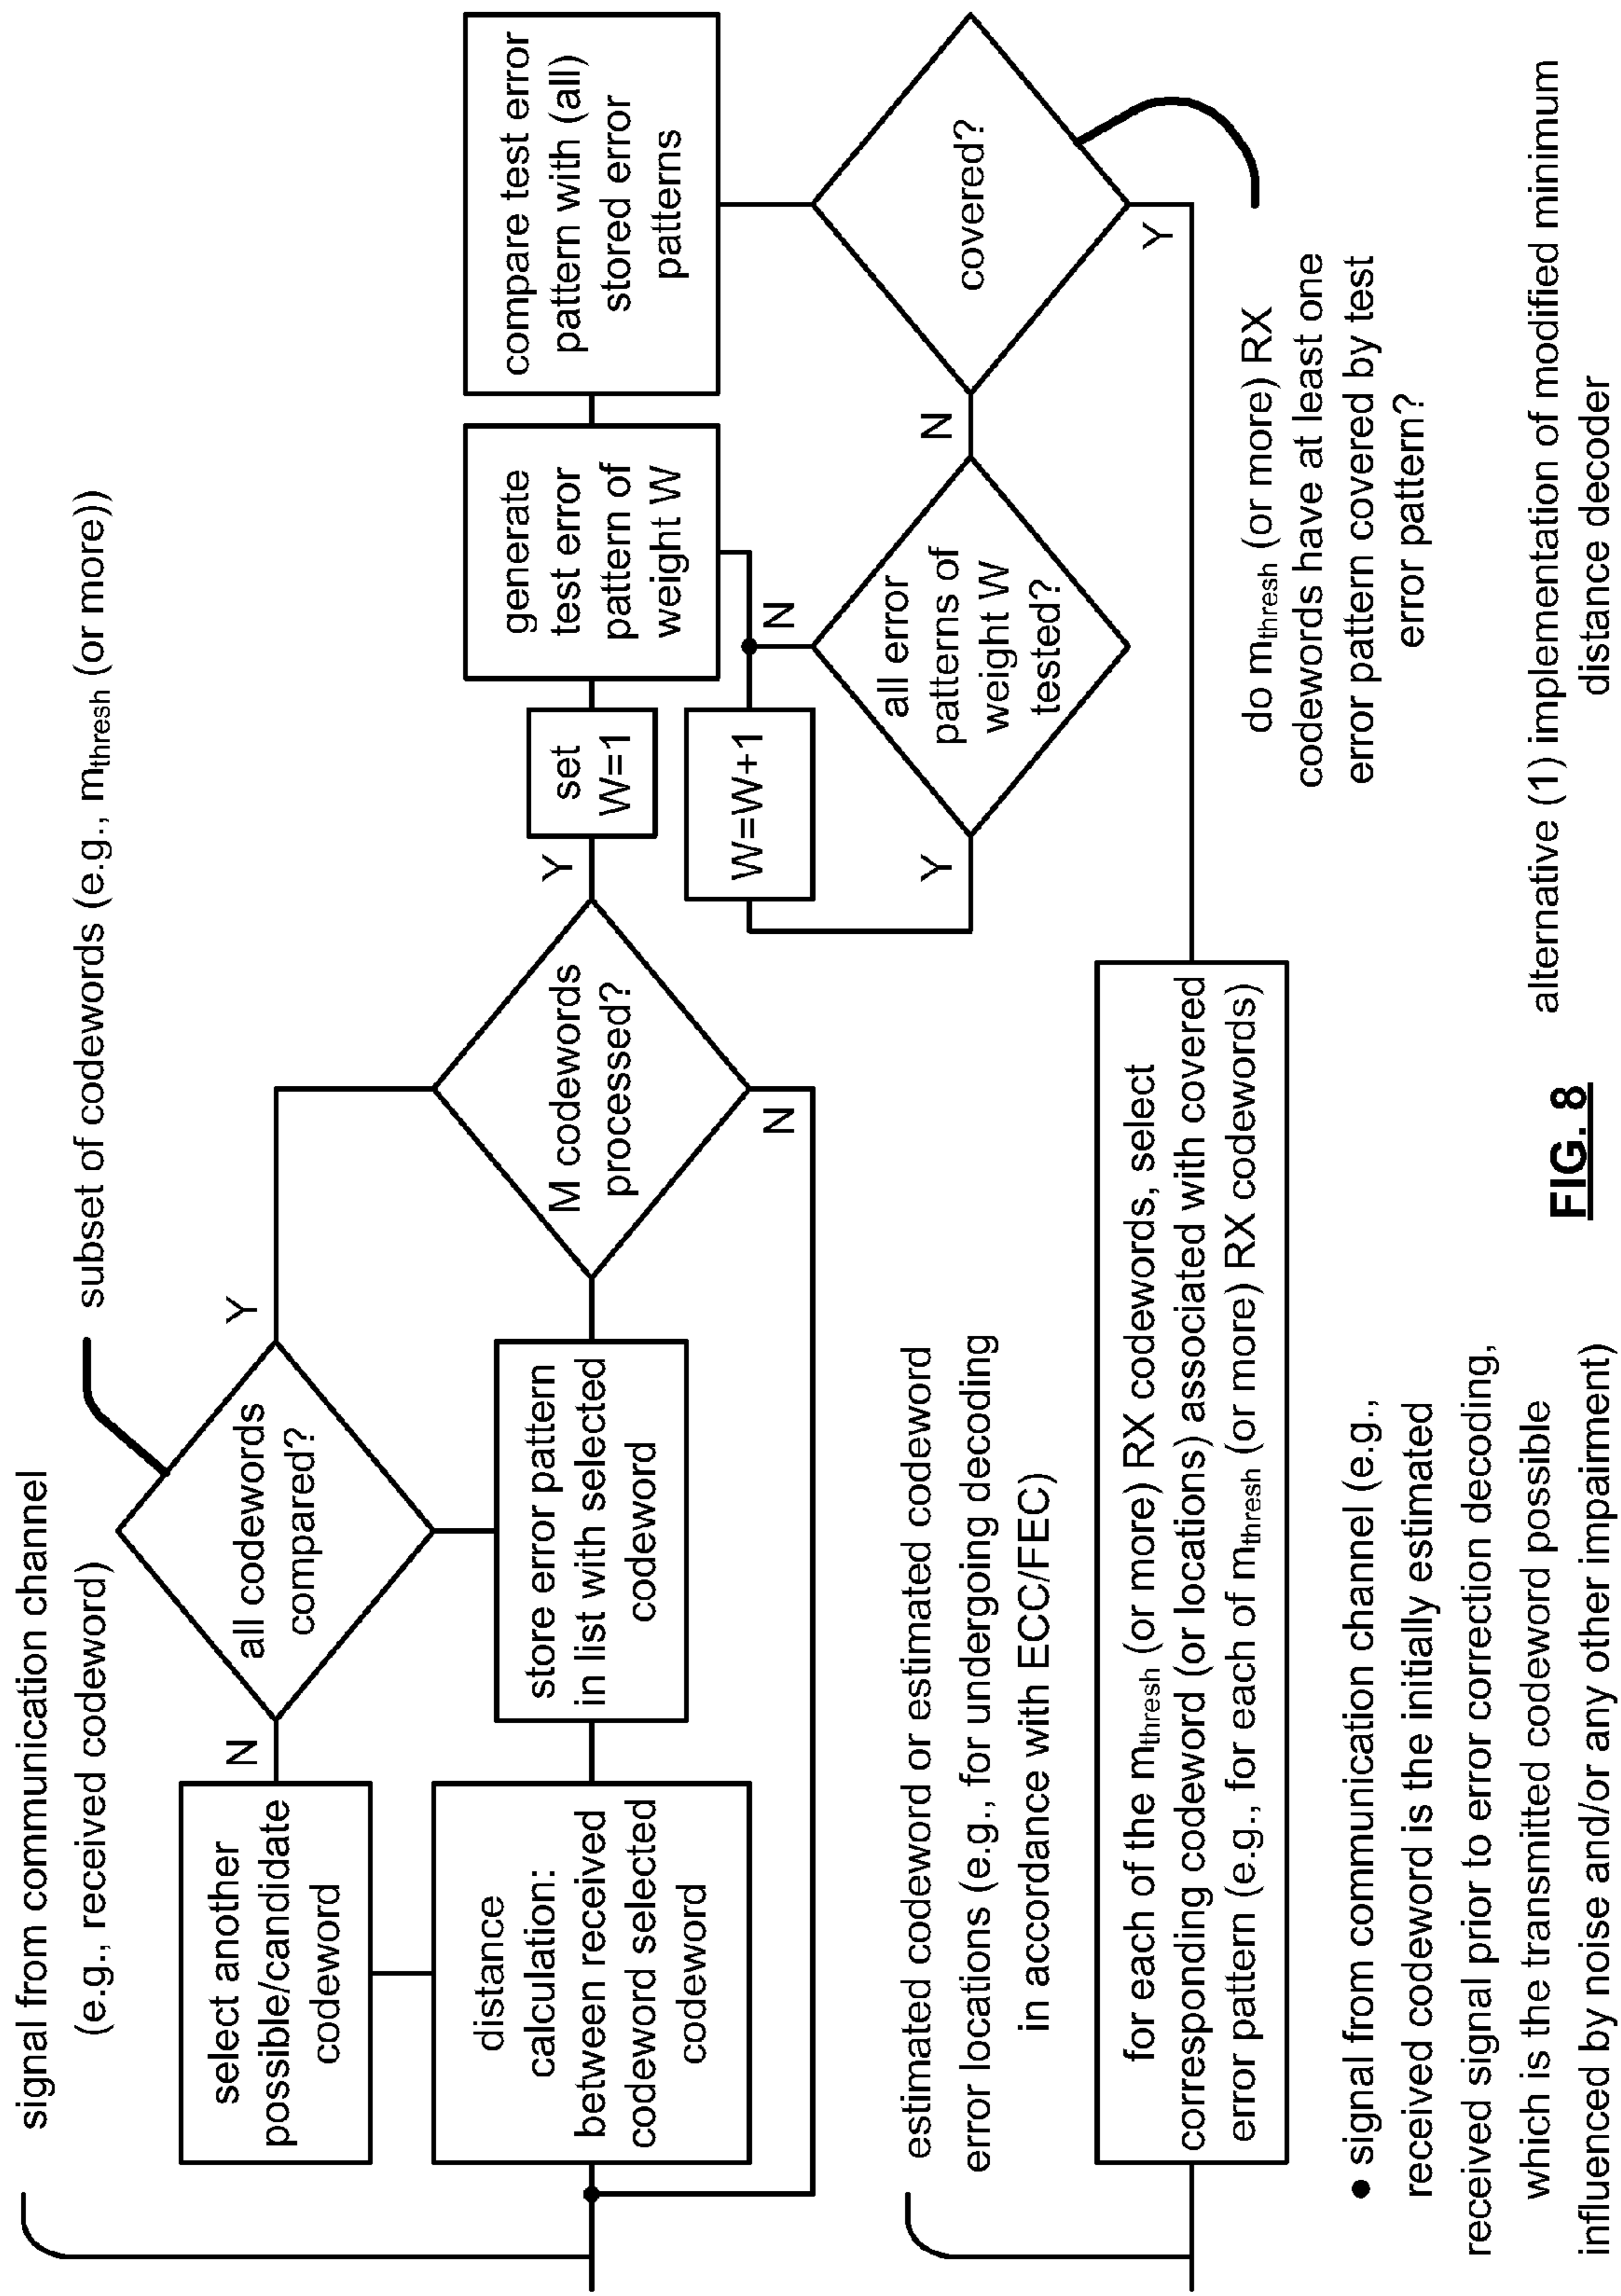 signal from communication channel
(e.g., received codeword)
subset of codewords (e.g., mthresh (or more))
select another
possible/candidate
codeword
N
all codewords
compared?
Y
distance
calculation:
between received
codeword selected
codeword
store error pattern
in list with selected
codeword
M codewords
processed?
N
Y
set
W=1
generate
test error
pattern of
weight W
compare test error
pattern with (all)
stored error
patterns
W=W+1
N
Y
all error
patterns of
weight W
tested?
N
covered?
Y
do mthresh (or more) RX
codewords have at least one
error pattern covered by test
error pattern?
estimated codeword or estimated codeword
error locations (e.g., for undergoing decoding
in accordance with ECC/FEC)
for each of the mthresh (or more) RX codewords, select
corresponding codeword (or locations) associated with covered
error pattern (e.g., for each of mthresh (or more) RX codewords)
● signal from communication channel (e.g.,
received codeword is the initially estimated
received signal prior to error correction decoding,
which is the transmitted codeword possible
influenced by noise and/or any other impairment)
FIG. 8
alternative (1) implementation of modified minimum
distance decoder